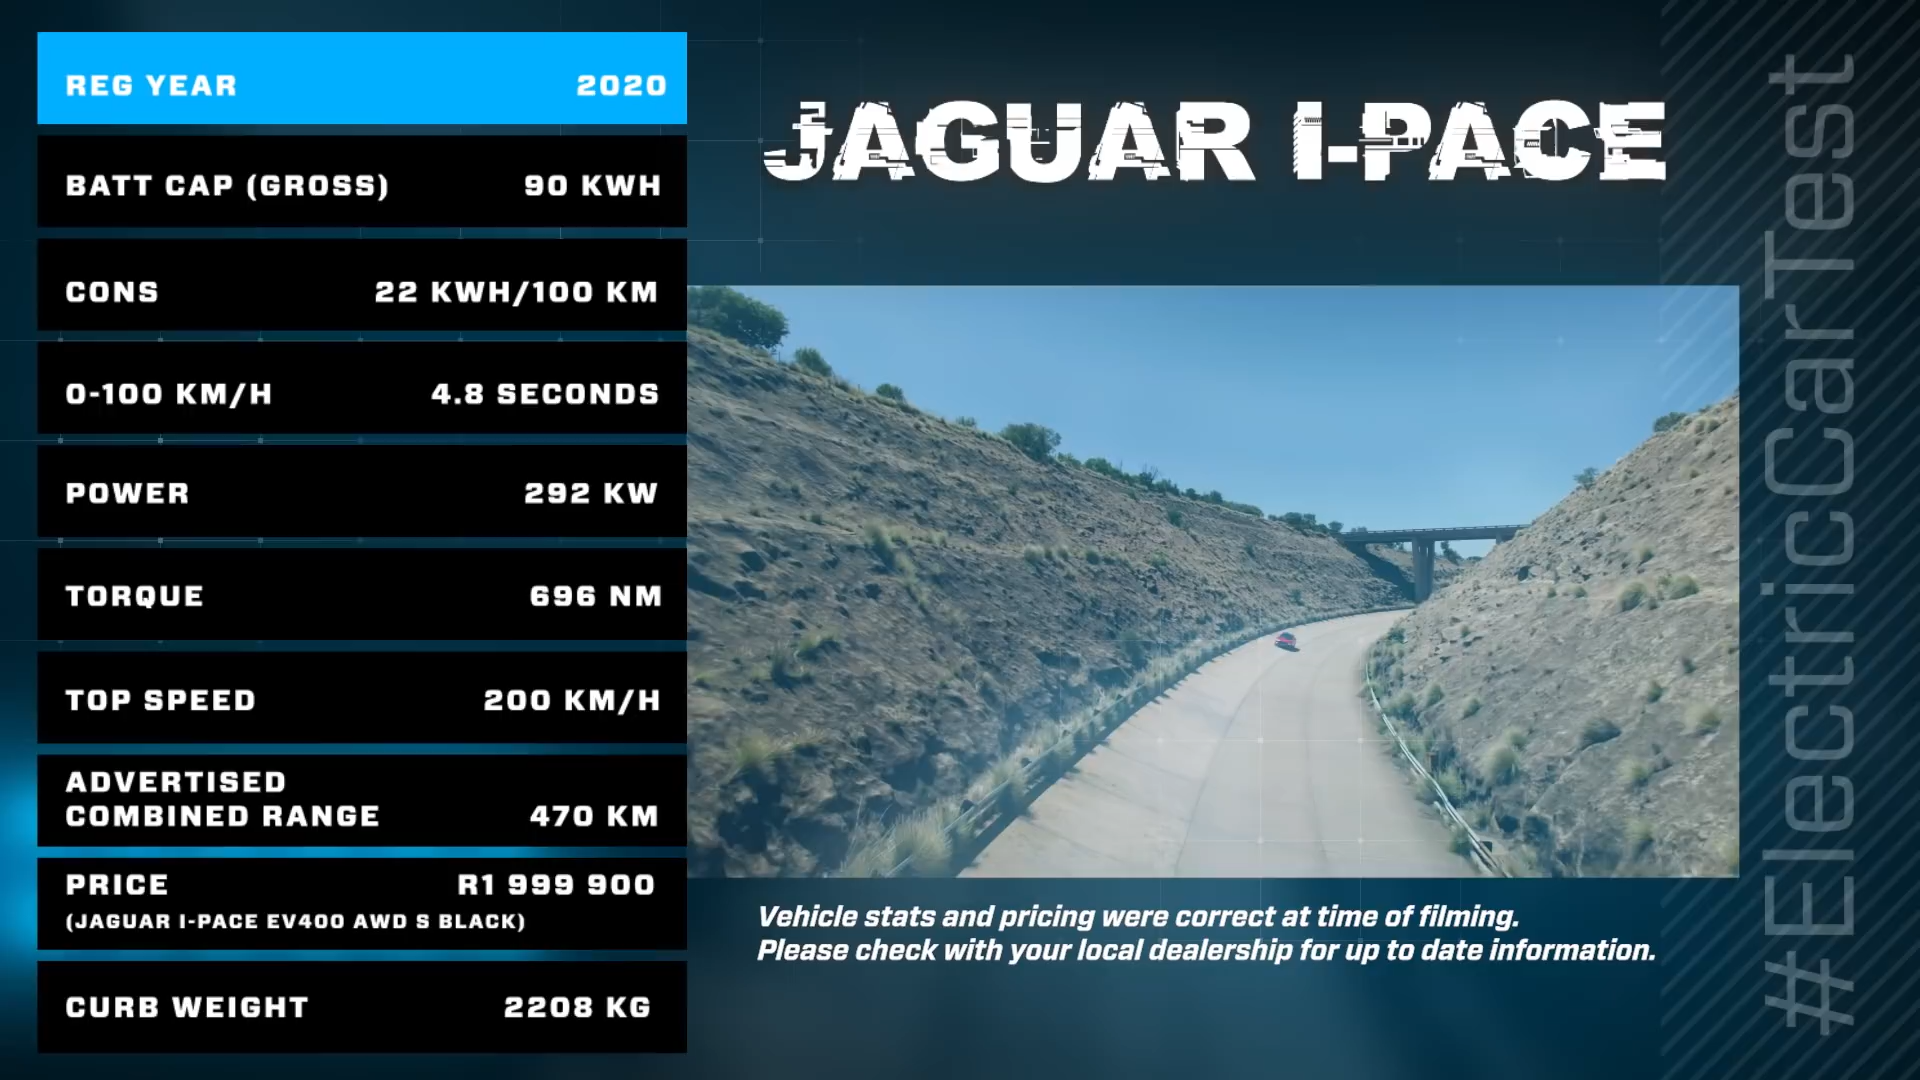 REG YEAR 2020
BATT CAP (GROSS) 90 KWH
CONS 22 KWH/100 KM
0-100 KM/H 4.8 SECONDS
POWER 292 KW
TORQUE 696 NM
TOP SPEED 200 KM/H
ADVERTISED
COMBINED RANGE 470 KM
PRICE R1 999 900
(JAGUAR I-PACE EV400 AWD S BLACK)
CURB WEIGHT 2208 KG
JAGUAR I-PACE
Vehicle stats and pricing were correct at time of filming.
Please check with your local dealership for up to date information.
#ElectricCarTest